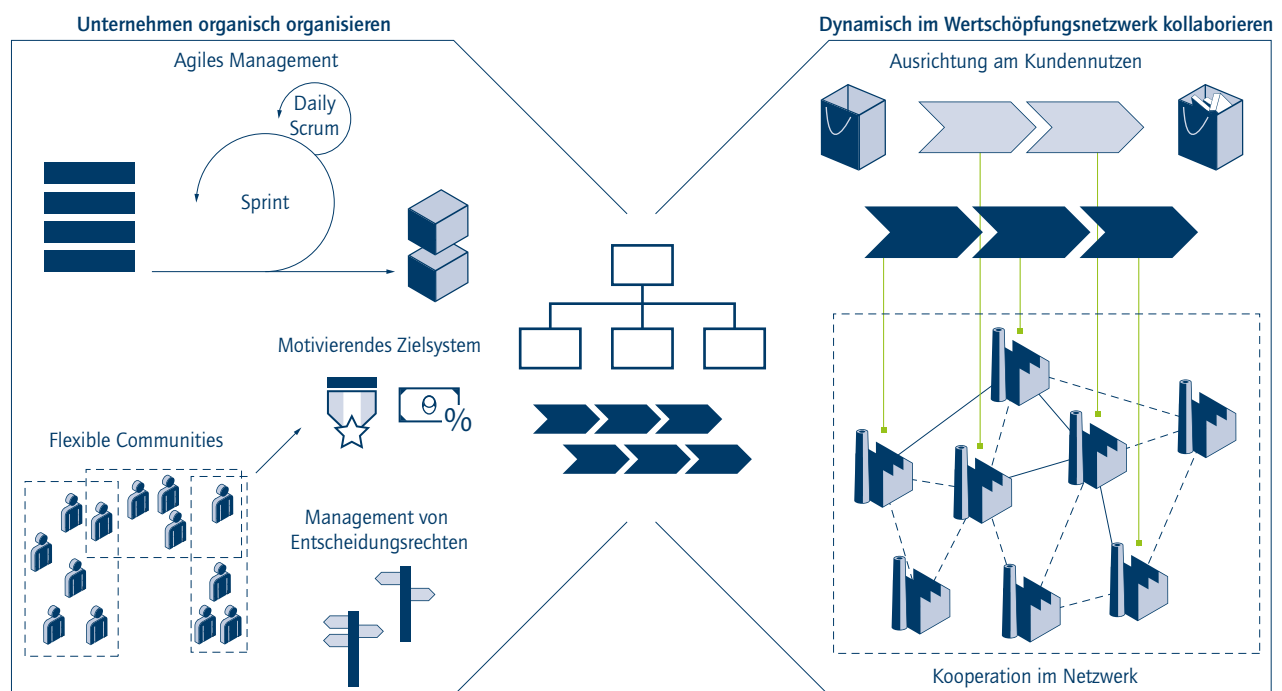 Unternehmen organisch organisieren
Agiles Management
Daily
Scrum
Sprint
Motivierendes Zielsystem
%
Flexible Communities
Management von
Entscheidungsrechten
Dynamisch im Wertschöpfungsnetzwerk kollaborieren
Ausrichtung am Kundennutzen
Kooperation im Netzwerk